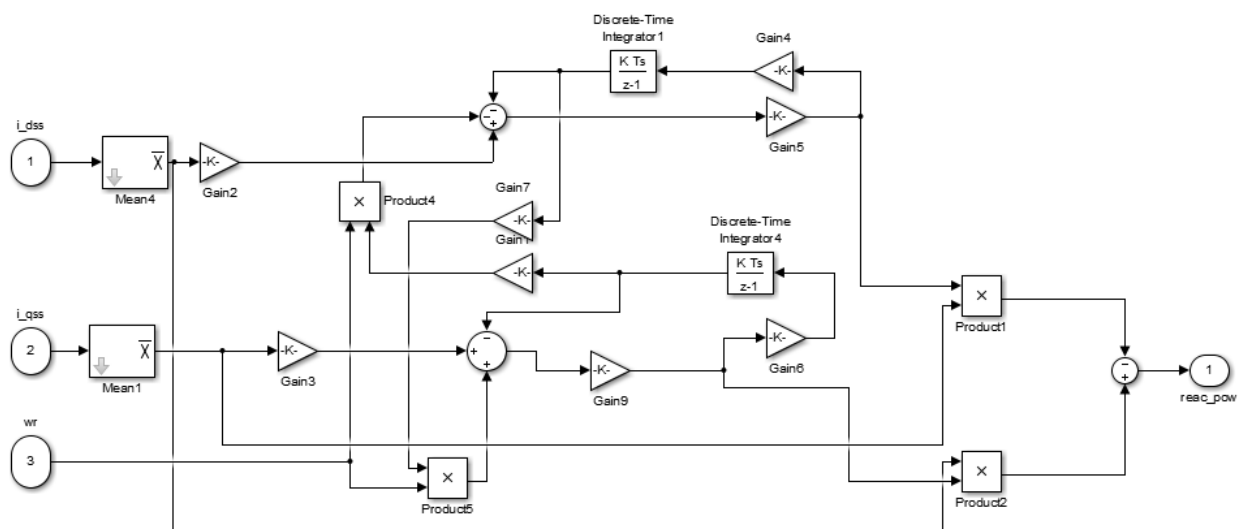 Discrete-Time
Integrator1
Gain4
K Ts
z-1
-K-
i_dss
1
X
Mean4
-K-
Gain2
-
-
+
-K-
Gain5
×
Product4
Gain7
-K-
Discrete-Time
Integrator4
-K-
K Ts
z-1
i_qss
2
X
Mean1
-K-
Gain3
-
+
-
-K-
Gain9
-K-
Gain6
×
Product1
-
+
1
reac_pow
wr
3
×
Product5
×
Product2